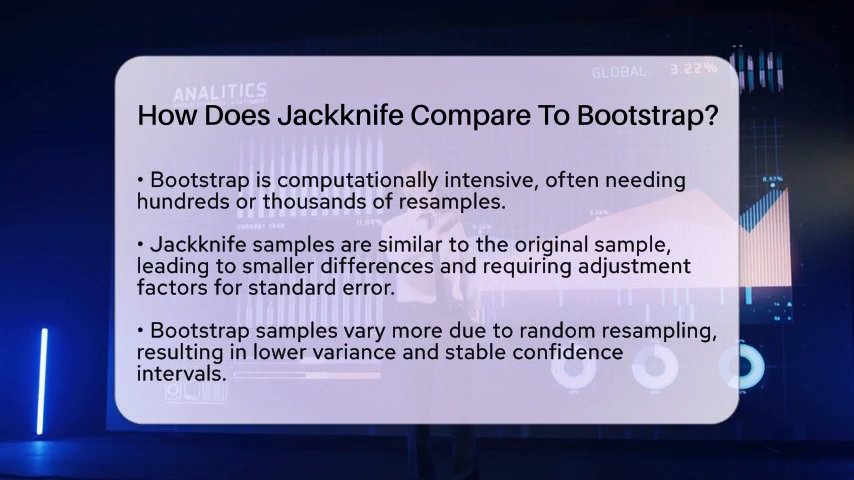 ANALITICS
GLOBAL: 3.22%
How Does Jackknife Compare To Bootstrap?
• Bootstrap is computationally intensive, often needing
hundreds or thousands of resamples.
• Jackknife samples are similar to the original sample,
leading to smaller differences and requiring adjustment
factors for standard error.
• Bootstrap samples vary more due to random resampling,
resulting in lower variance and stable confidence
intervals.